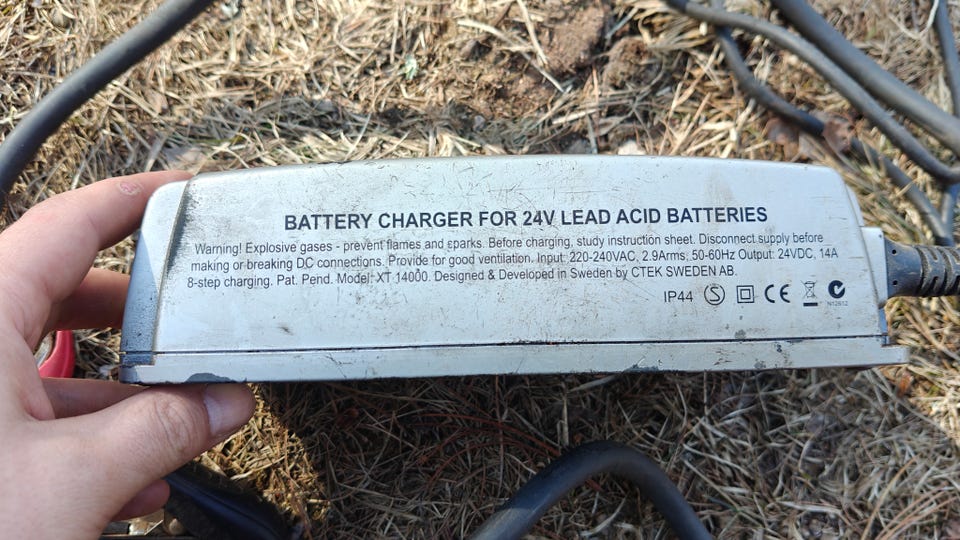 BATTERY CHARGER FOR 24V LEAD ACID BATTERIES
Warning! Explosive gases - prevent flames and sparks. Before charging, study instruction sheet. Disconnect supply before
making or breaking DC connections. Provide for good ventilation. Input: 220-240VAC, 2.9Arms, 50-60Hz Output: 24VDC, 14A
8-step charging. Pat. Pend. Model: XT 14000. Designed & Developed in Sweden by CTEK SWEDEN AB.
IP44 S CE
N12612